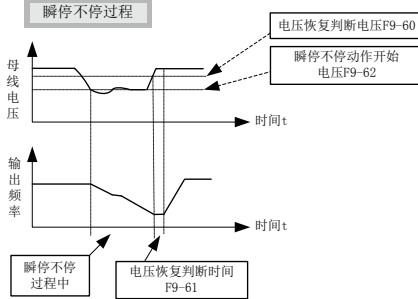 瞬停不停过程
电压恢复判断电压F9-60
瞬停不停动作开始
电压F9-62
母线电压
时间t
输出频率
时间t
瞬停不停
过程中
电压恢复判断时间
F9-61